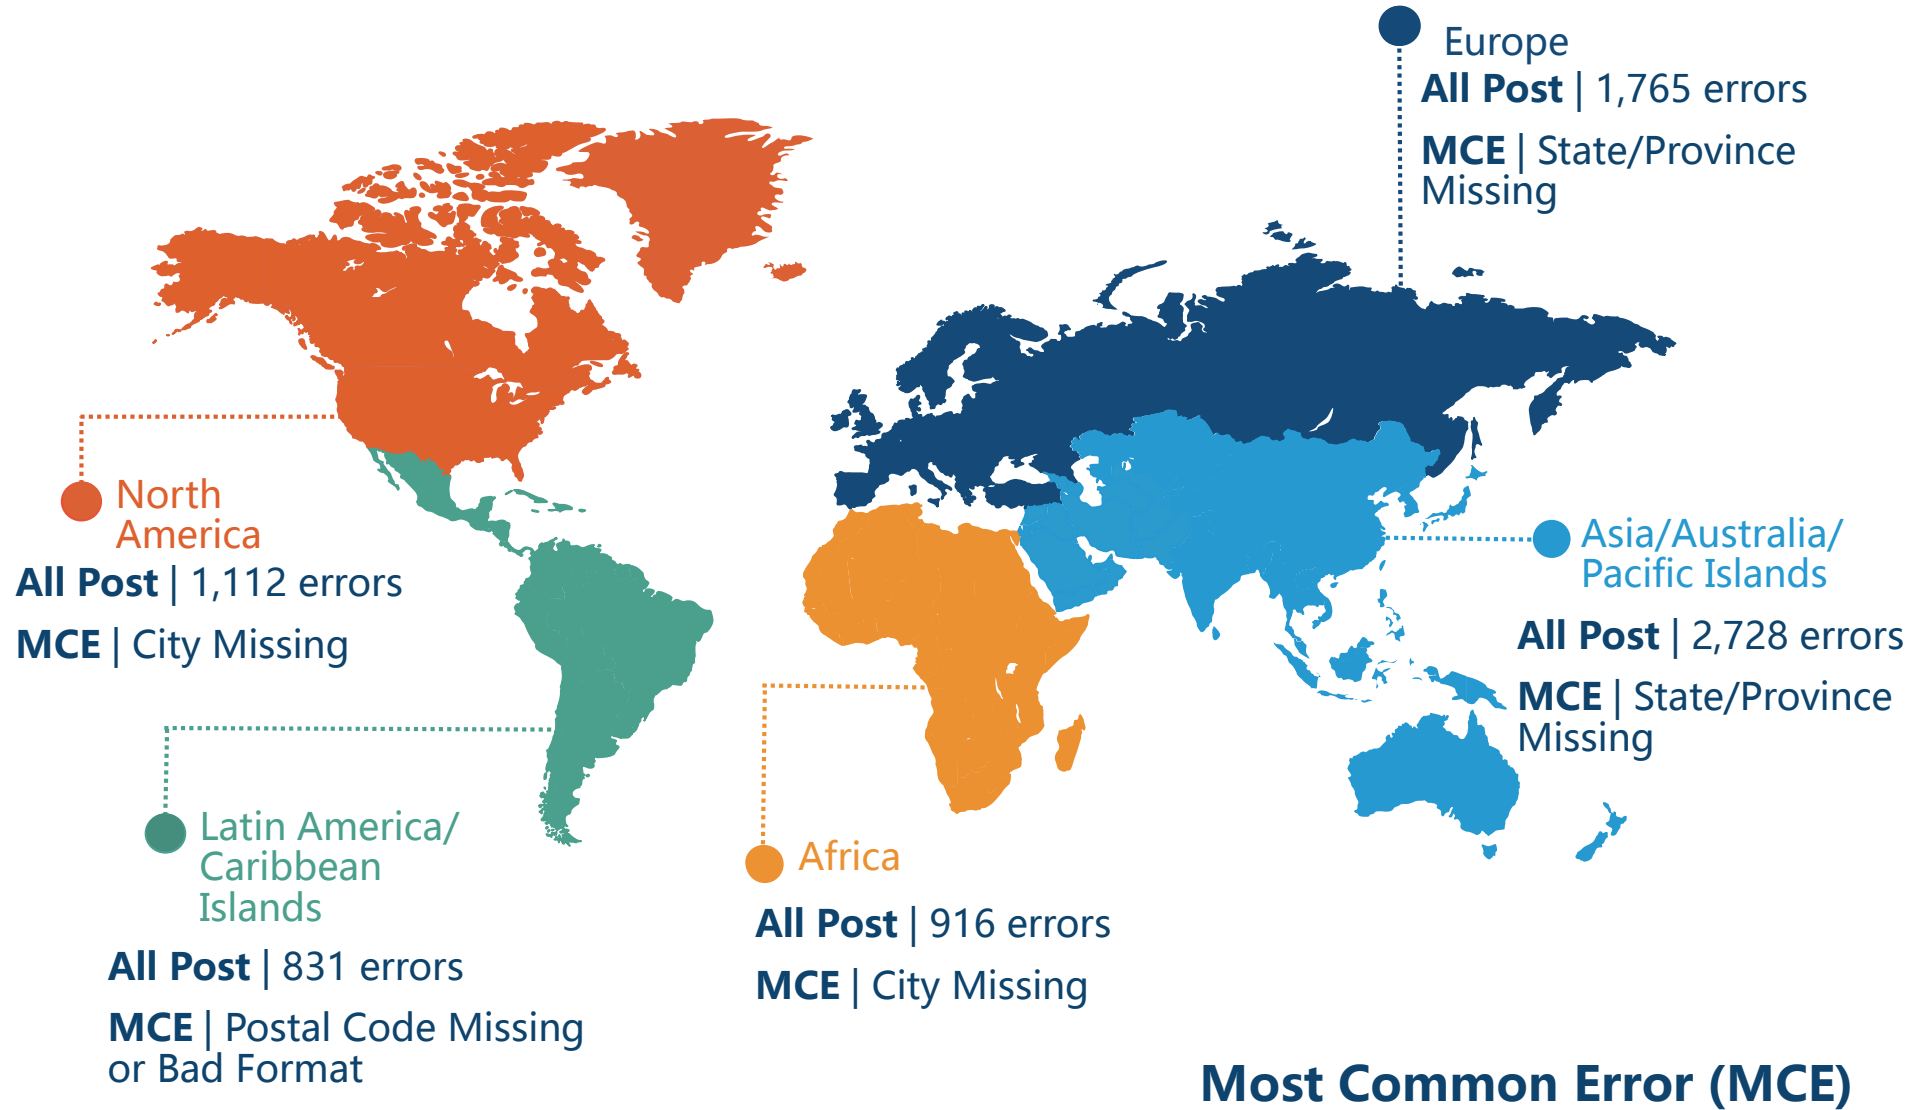 Europe
All Post | 1,765 errors
MCE | State/Province
Missing
North
America
All Post | 1,112 errors
MCE | City Missing
Asia/Australia/
Pacific Islands
All Post | 2,728 errors
MCE | State/Province
Missing
Latin America/
Caribbean
Islands
All Post | 831 errors
MCE | Postal Code Missing
or Bad Format
Africa
All Post | 916 errors
MCE | City Missing
Most Common Error (MCE)